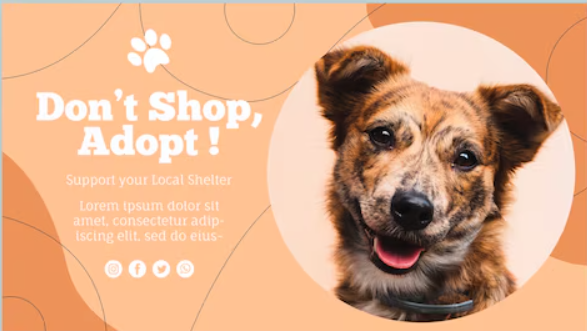 Don't Shop,
Adopt !
Support your Local Shelter
Lorem ipsum dolor sit
amet, consectetur adip-
iscing elit, sed do eius-